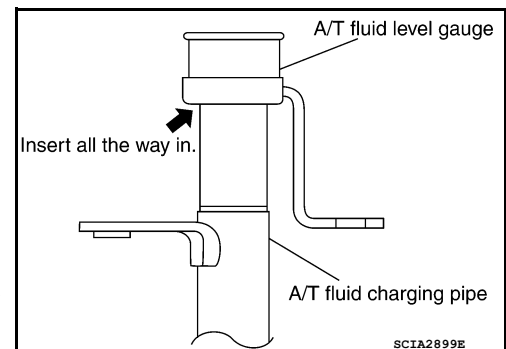 A/T fluid level gauge
Insert all the way in.
A/T fluid charging pipe
SCIA2899E